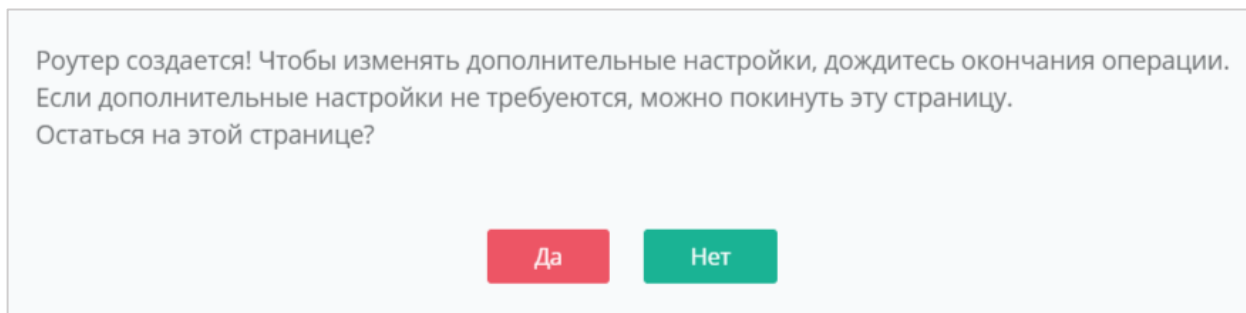 Роутер создается! Чтобы изменять дополнительные настройки, дождитесь окончания операции.
Если дополнительные настройки не требуеются, можно покинуть эту страницу.
Остаться на этой странице?
Да Нет